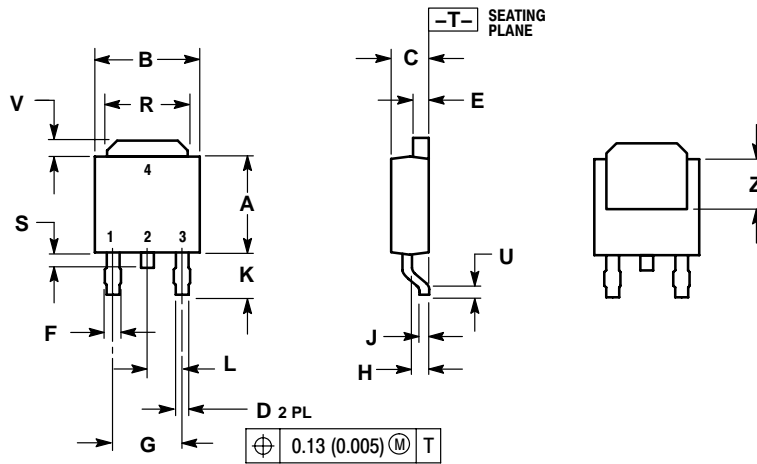 –T– SEATING
PLANE
B
C
V
R
E
4
Z
A
S
1 2 3
U
K
F
J
L
H
D 2 PL
G
⌖ 0.13 (0.005) Ⓜ T